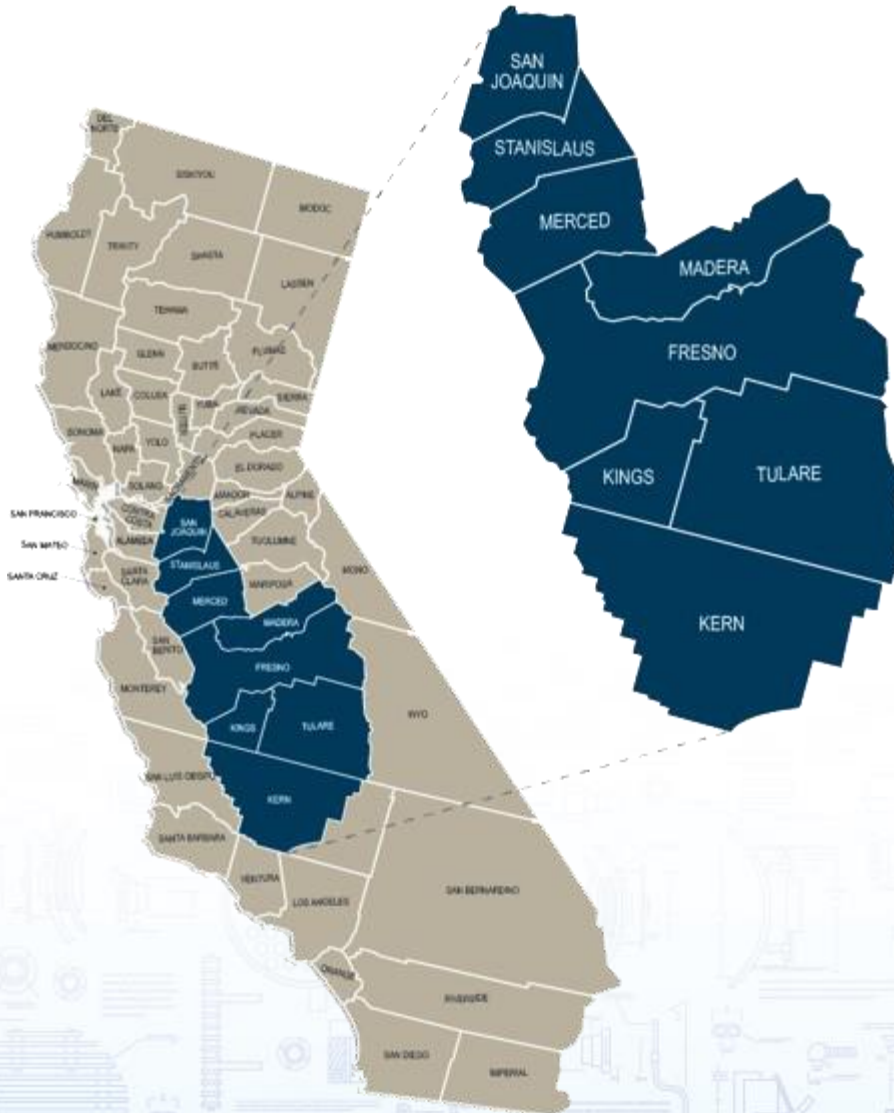 SAN
JOAQUIN
STANISLAUS
MERCED
MADERA
FRESNO
KINGS
TULARE
KERN
DEL
NORTE
SISKIYOU
MODOC
HUMBOLDT
TRINITY
SHASTA
LASSEN
TEHAMA
MENDOCINO
GLENN
BUTTE
PLUMAS
LAKE
COLUSA
SUTTER
YUBA
NEVADA
SIERRA
SONOMA
NAPA
YOLO
PLACER
EL DORADO
MARIN
SOLANO
SACRAMENTO
AMADOR
ALPINE
SAN FRANCISCO
CONTRA
COSTA
SAN
JOAQUIN
CALAVERAS
SAN MATEO
ALAMEDA
TUOLUMNE
SANTA CRUZ
SANTA
CLARA
STANISLAUS
MARIPOSA
MONO
MERCED
SAN
BENITO
MADERA
FRESNO
MONTEREY
INYO
KINGS
TULARE
SAN LUIS OBISPO
KERN
SANTA BARBARA
VENTURA
LOS ANGELES
SAN BERNARDINO
ORANGE
RIVERSIDE
SAN DIEGO
IMPERIAL